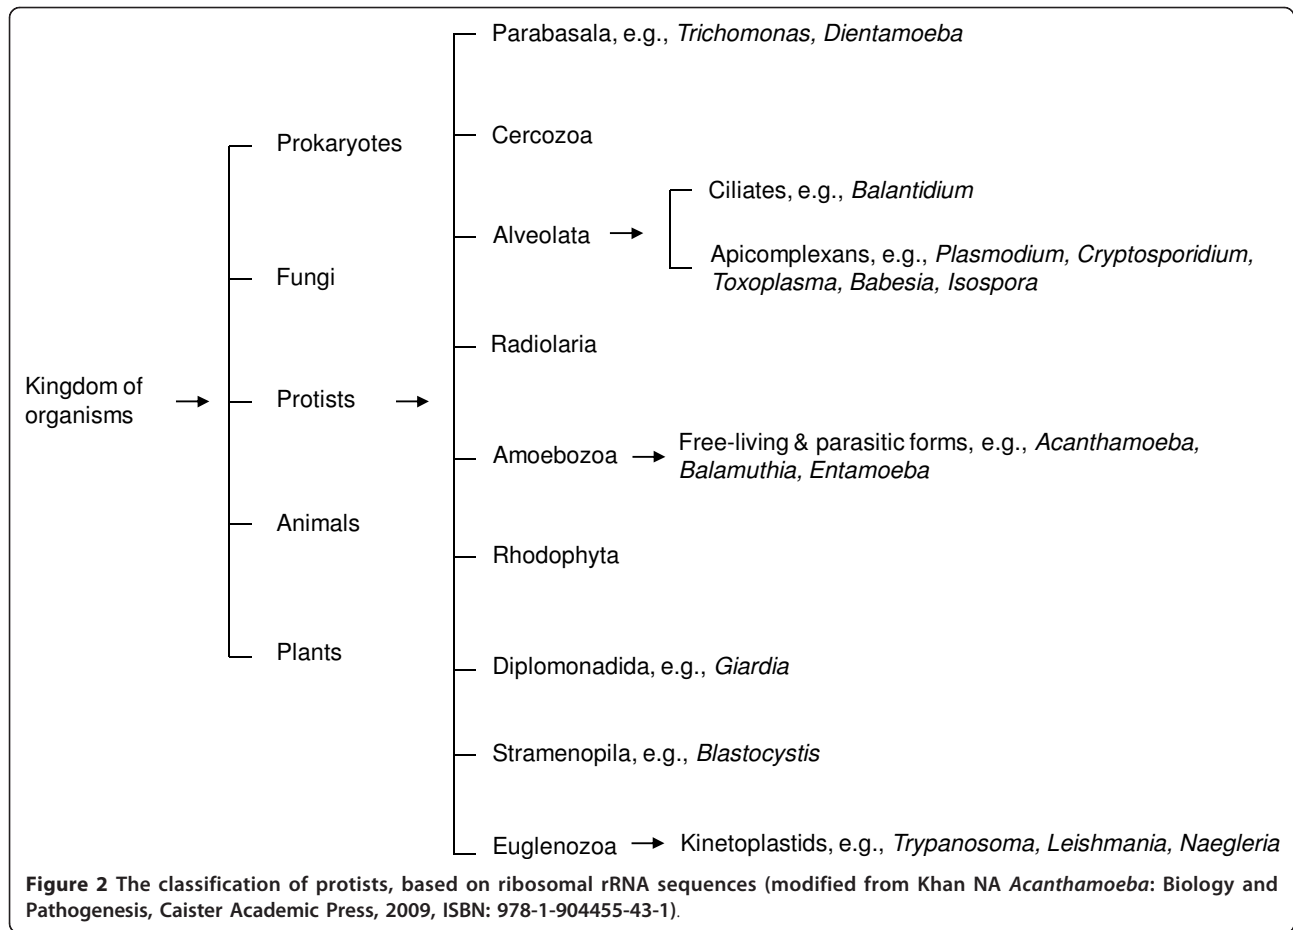 Parabasala, e.g., Trichomonas, Dientamoeba
Prokaryotes
Cercozoa
Ciliates, e.g., Balantidium
Alveolata
Apicomplexans, e.g., Plasmodium, Cryptosporidium,
Toxoplasma, Babesia, Isospora
Fungi
Radiolaria
Kingdom of
organisms
Protists
Amoebozoa
Free-living & parasitic forms, e.g., Acanthamoeba,
Balamuthia, Entamoeba
Animals
Rhodophyta
Plants
Diplomonadida, e.g., Giardia
Stramenopila, e.g., Blastocystis
Euglenozoa
Kinetoplastids, e.g., Trypanosoma, Leishmania, Naegleria
Figure 2 The classification of protists, based on ribosomal rRNA sequences (modified from Khan NA Acanthamoeba: Biology and
Pathogenesis, Caister Academic Press, 2009, ISBN: 978-1-904455-43-1).